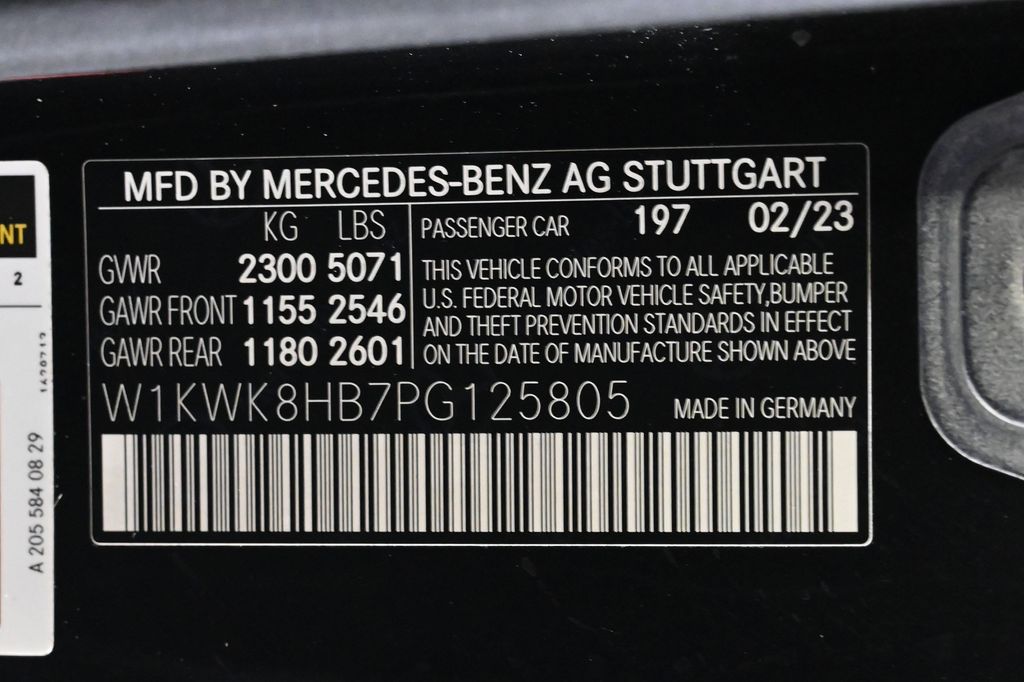 MFD BY MERCEDES-BENZ AG STUTTGART
KG LBS
GVWR 2300 5071
GAWR FRONT 1155 2546
GAWR REAR 1180 2601
PASSENGER CAR 197 02/23
THIS VEHICLE CONFORMS TO ALL APPLICABLE
U.S. FEDERAL MOTOR VEHICLE SAFETY,BUMPER
AND THEFT PREVENTION STANDARDS IN EFFECT
ON THE DATE OF MANUFACTURE SHOWN ABOVE
W1KWK8HB7PG125805 MADE IN GERMANY
NT
2
A 205 584 08 29